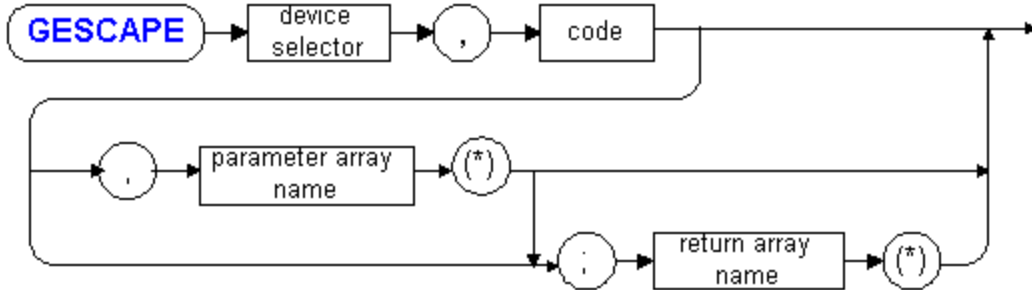 GESCAPE
device
selector
,
code
,
parameter array
name
(*)
;
return array
name
(*)